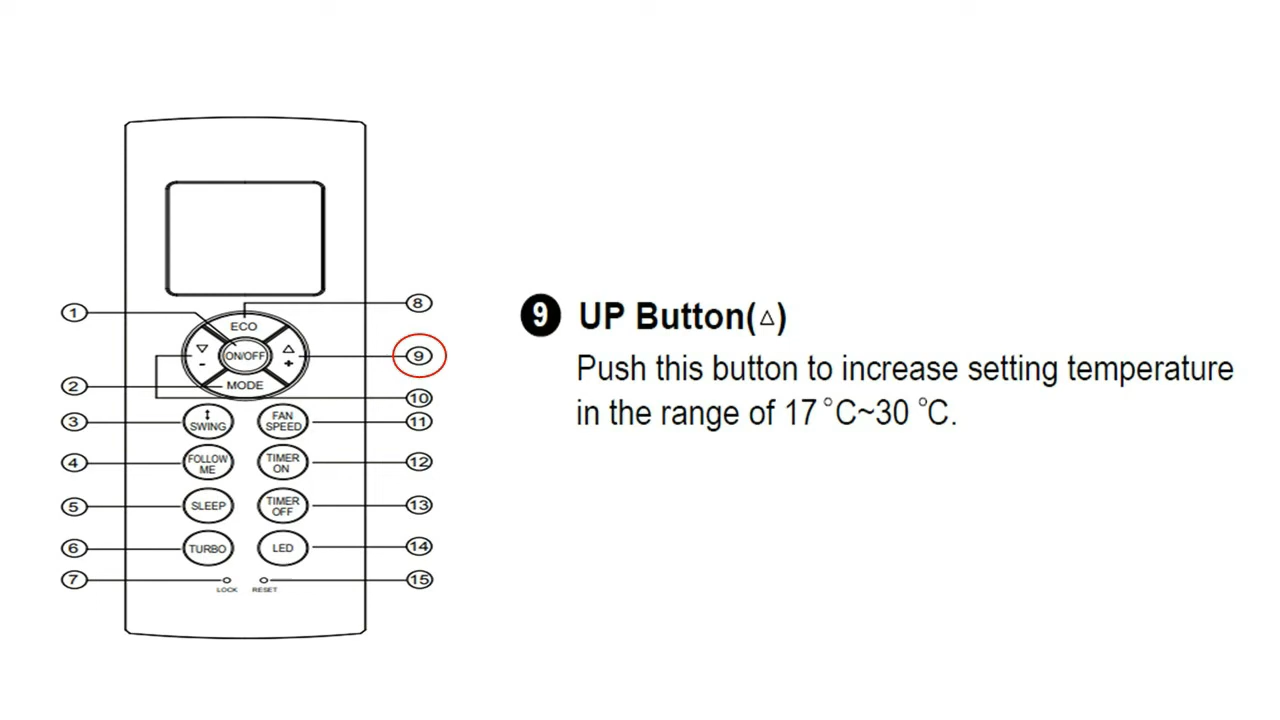 8
1
ECO
▽
ON/OFF
△
9
-
+
2
MODE
10
3
↕
SWING
FAN
SPEED
11
4
FOLLOW
ME
TIMER
ON
12
5
SLEEP
TIMER
OFF
13
6
TURBO
LED
14
7
LOCK
RESET
15
9 UP Button(△)
Push this button to increase setting temperature
in the range of 17°C~30 °C.